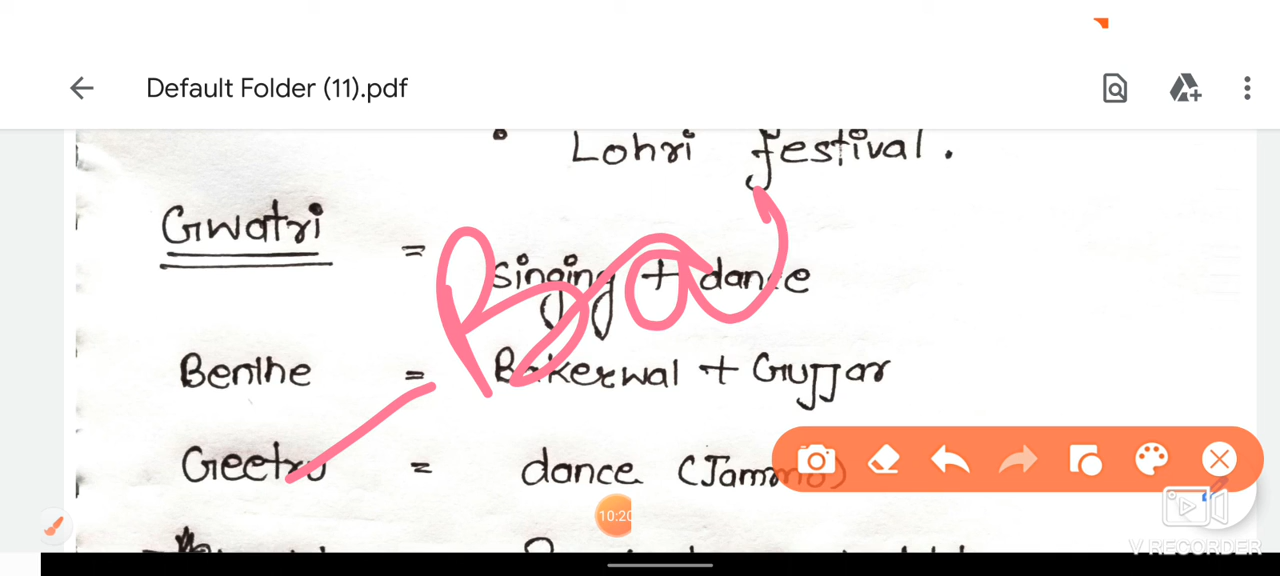 Default Folder (11).pdf
Lohri festival.
Gwatri = singing + dance
Benthe = Bakerwal + Gujjar
Geetru = dance (Jammu)
10:20
V RECORDER